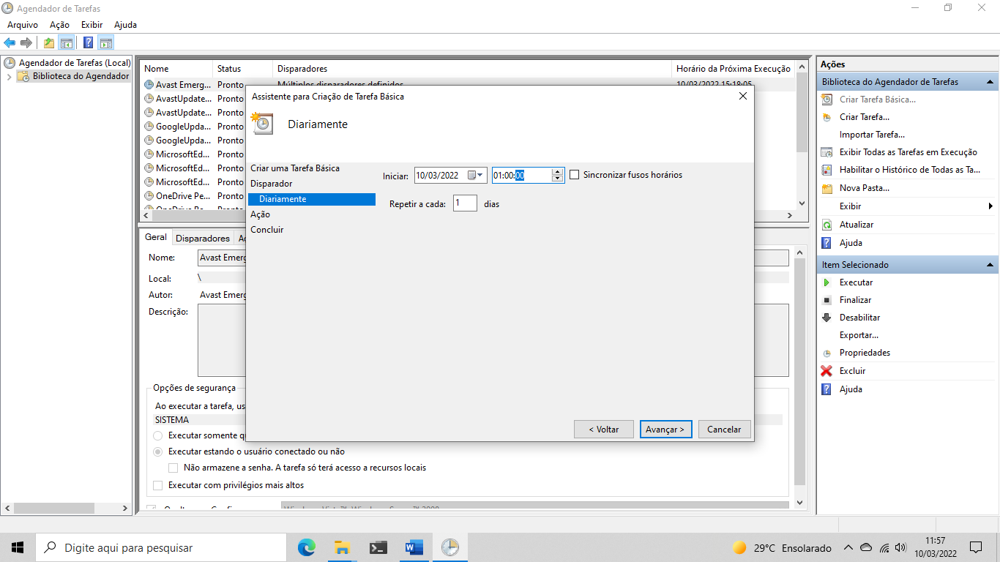 Agendador de Tarefas
Arquivo Ação Exibir Ajuda
Agendador de Tarefas (Local)
Biblioteca do Agendador
Nome Status Disparadores Horário da Próxima Execução
Avast Emerg... Pronto Múltiplos disparadores definidos 10/03/2022 15:18:05
AvastUpdate... Pronto
AvastUpdate... Pronto
GoogleUpda... Pronto
GoogleUpda... Pronto
MicrosoftEd... Pronto
MicrosoftEd... Pronto
MicrosoftEd... Pronto
OneDrive Pe... Pronto
Assistente para Criação de Tarefa Básica
Diariamente
Criar uma Tarefa Básica
Disparador
Diariamente
Ação
Concluir
Iniciar: 10/03/2022 01:00:00 Sincronizar fusos horários
Repetir a cada: 1 dias
< Voltar Avançar > Cancelar
Geral Disparadores
Nome: Avast Emerg
Local: \
Autor: Avast Emerg
Descrição:
Opções de segurança
Ao executar a tarefa, us
SISTEMA
Executar somente q
Executar estando o usuário conectado ou não
Não armazene a senha. A tarefa só terá acesso a recursos locais
Executar com privilégios mais altos
Ações
Biblioteca do Agendador de Tarefas
Criar Tarefa Básica...
Criar Tarefa...
Importar Tarefa...
Exibir Todas as Tarefas em Execução
Habilitar o Histórico de Todas as Ta...
Nova Pasta...
Exibir
Atualizar
Ajuda
Item Selecionado
Executar
Finalizar
Desabilitar
Exportar...
Propriedades
Excluir
Ajuda
Digite aqui para pesquisar
29°C Ensolarado
11:57
10/03/2022